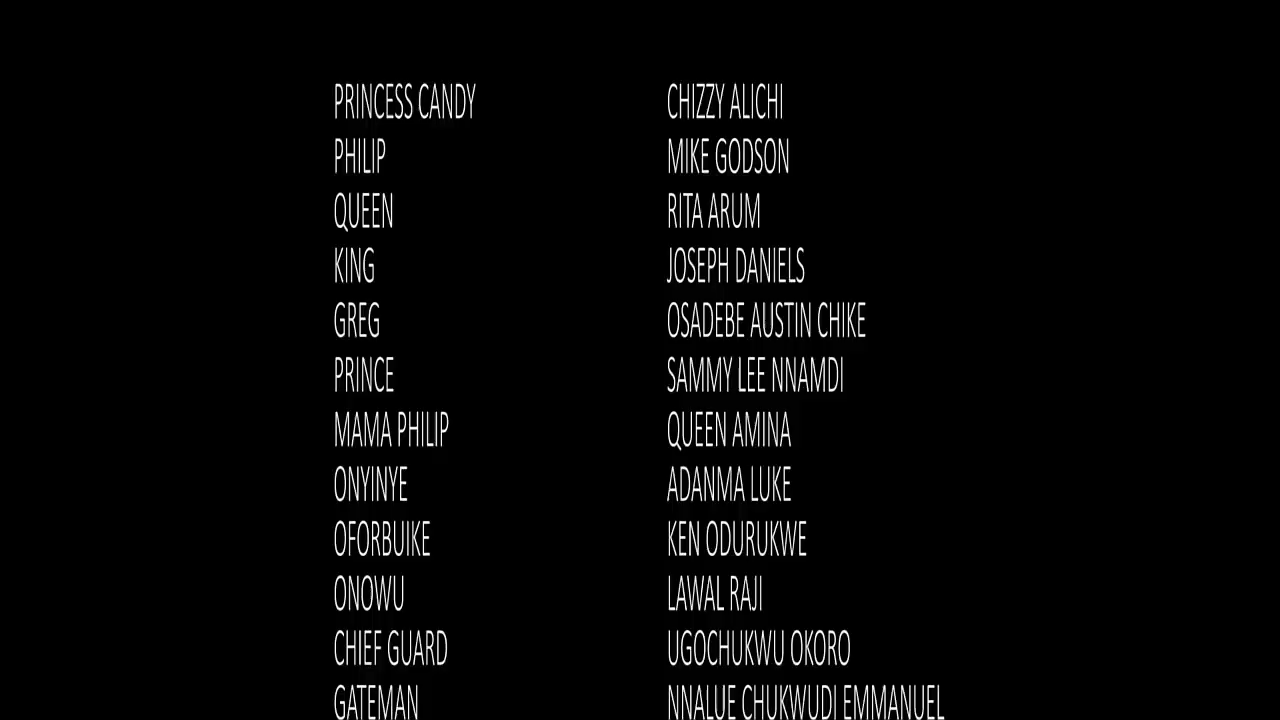 PRINCESS CANDY CHIZZY ALICHI
PHILIP MIKE GODSON
QUEEN RITA ARUM
KING JOSEPH DANIELS
GREG OSADEBE AUSTIN CHIKE
PRINCE SAMMY LEE NNAMDI
MAMA PHILIP QUEEN AMINA
ONYINYE ADANMA LUKE
OFORBUIKE KEN ODURUKWE
ONOWU LAWAL RAJI
CHIEF GUARD UGOCHUKWU OKORO
GATEMAN NNALUE CHUKWUDI EMMANUEL